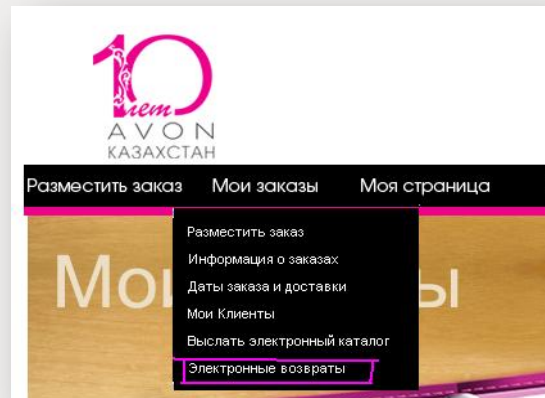 10
лет
AVON
КАЗАХСТАН
Разместить заказ Мои заказы Моя страница
Разместить заказ
Информация о заказах
Даты заказа и доставки
Мои Клиенты
Выслать электронный каталог
Электронные возвраты